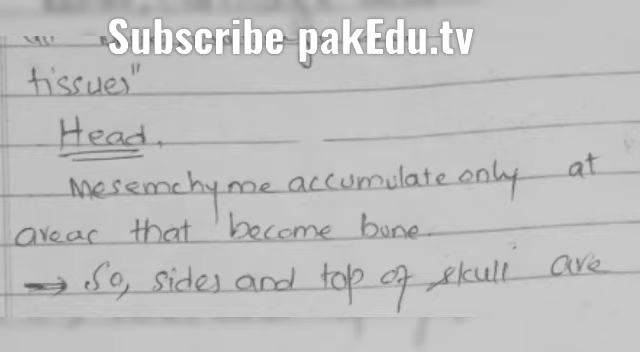 Subscribe pakEdu.tv
tissues"
Head.
Mesemchyme accumulate only at
areac that become bone.
→ So, sides and top of skull are